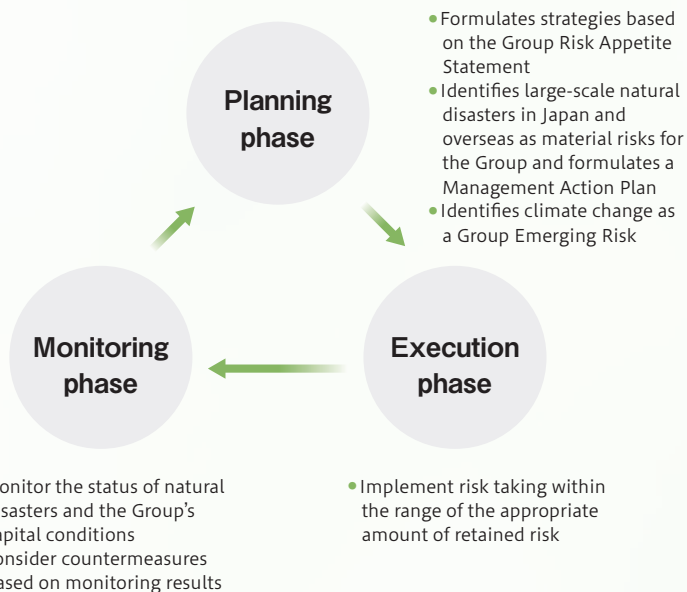 Planning
phase
• Formulates strategies based
on the Group Risk Appetite
Statement
• Identifies large-scale natural
disasters in Japan and
overseas as material risks for
the Group and formulates a
Management Action Plan
• Identifies climate change as
a Group Emerging Risk
Monitoring
phase
Execution
phase
onitor the status of natural
sasters and the Group’s
pital conditions
onsider countermeasures
ased on monitoring results
• Implement risk taking within
the range of the appropriate
amount of retained risk